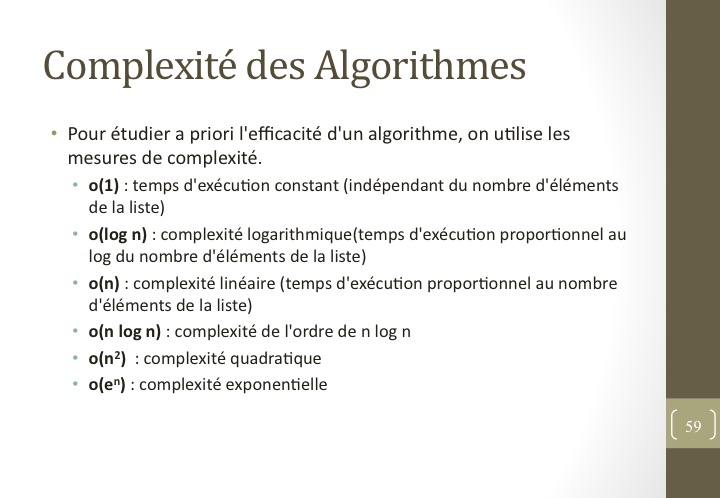 Complexité des Algorithmes
• Pour étudier a priori l'efficacité d'un algorithme, on utilise les
mesures de complexité.
• o(1) : temps d'exécution constant (indépendant du nombre d'éléments
de la liste)
• o(log n) : complexité logarithmique(temps d'exécution proportionnel au
log du nombre d'éléments de la liste)
• o(n) : complexité linéaire (temps d'exécution proportionnel au nombre
d'éléments de la liste)
• o(n log n) : complexité de l'ordre de n log n
• o(n²)  : complexité quadratique
• o(eⁿ) : complexité exponentielle
59